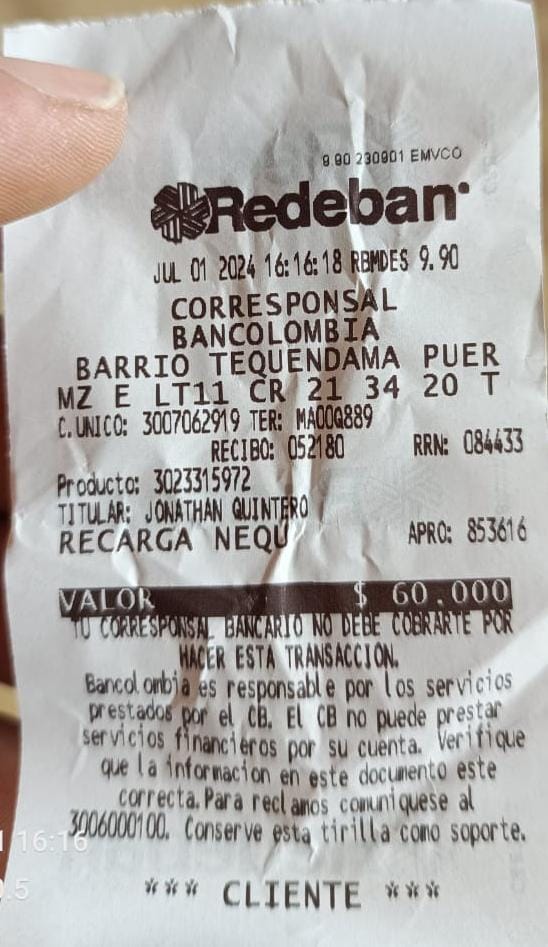 9.90 230901 EMVCO
Redeban
JUL 01 2024 16:16:18 RBMDES 9.90
CORRESPONSAL
BANCOLOMBIA
BARRIO TEQUENDAMA PUER
MZ E LT11 CR 21 34 20 T
C.UNICO: 3007062919 TER: MA00Q889
RECIBO: 052180 RRN: 084433
Producto: 3023315972
TITULAR: JONATHAN QUINTERO
RECARGA NEQU APRO: 853616
VALOR $ 60.000
TU CORRESPONSAL BANCARIO NO DEBE COBRARTE POR
HACER ESTA TRANSACCIÓN.
Bancolombia es responsable por los servicios
prestados por el CB. El CB no puede prestar
servicios financieros por su cuenta. Verifique
que la informacion en este documento este
correcta.Para reclamos comuniquese al
3006000100. Conserve esta tirilla como soporte.
16:16
*** CLIENTE ***